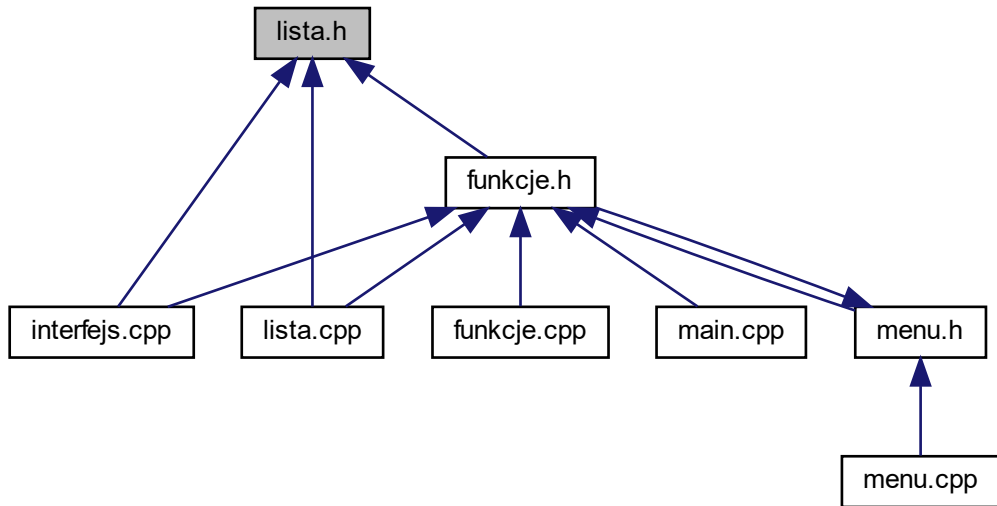 lista.h
funkcje.h
interfejs.cpp
lista.cpp
funkcje.cpp
main.cpp
menu.h
menu.cpp